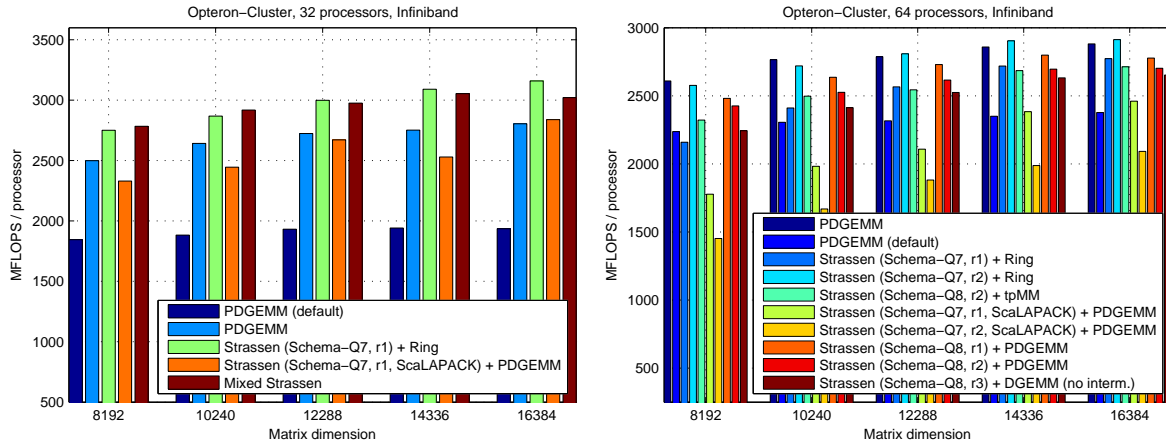 Opteron−Cluster, 32 processors, Infiniband
3500
3000
2500
2000
1500
1000
500
MFLOPS / processor
PDGEMM (default)
PDGEMM
Strassen (Schema−Q7, r1) + Ring
Strassen (Schema−Q7, r1, ScaLAPACK) + PDGEMM
Mixed Strassen
8192 10240 12288 14336 16384
Matrix dimension
Opteron−Cluster, 64 processors, Infiniband
3000
2500
2000
1500
1000
500
MFLOPS / processor
PDGEMM
PDGEMM (default)
Strassen (Schema−Q7, r1) + Ring
Strassen (Schema−Q7, r2) + Ring
Strassen (Schema−Q8, r2) + tpMM
Strassen (Schema−Q7, r1, ScaLAPACK) + PDGEMM
Strassen (Schema−Q7, r2, ScaLAPACK) + PDGEMM
Strassen (Schema−Q8, r1) + PDGEMM
Strassen (Schema−Q8, r2) + PDGEMM
Strassen (Schema−Q8, r3) + DGEMM (no interm.)
8192 10240 12288 14336 16384
Matrix dimension